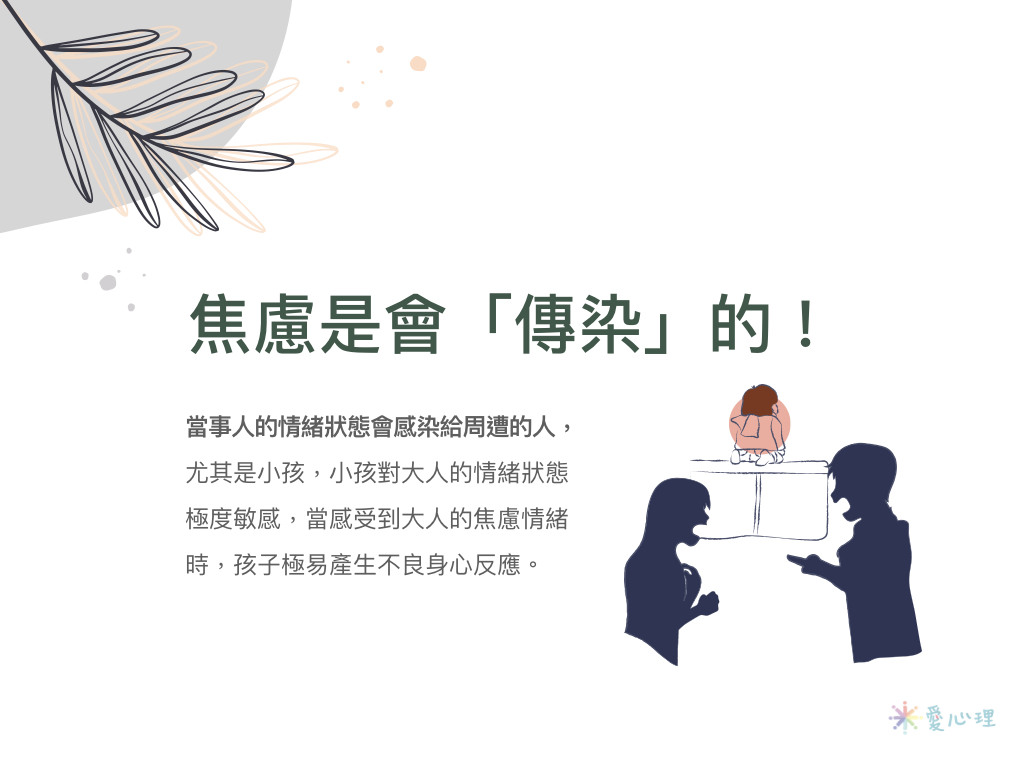 焦慮是會「傳染」的！
當事人的情緒狀態會感染給周遭的人，
尤其是小孩，小孩對大人的情緒狀態
極度敏感，當感受到大人的焦慮情緒
時，孩子極易產生不良身心反應。
愛心理